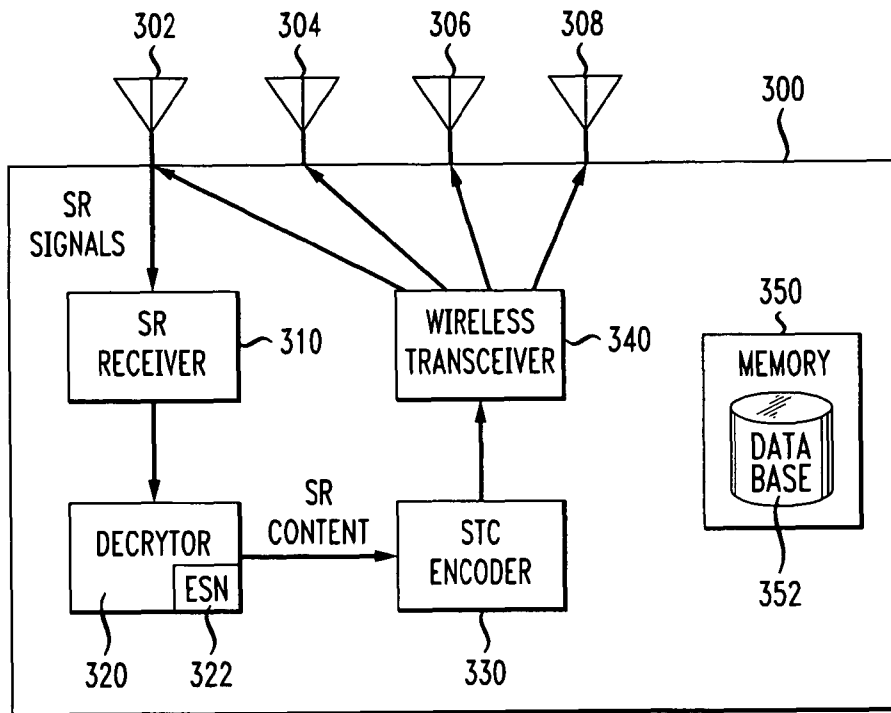 302
304
306
308
300
SR
SIGNALS
SR
RECEIVER
310
WIRELESS
TRANSCEIVER
340
350
MEMORY
DATA
BASE
352
DECRYTOR
ESN
320
322
SR
CONTENT
STC
ENCODER
330